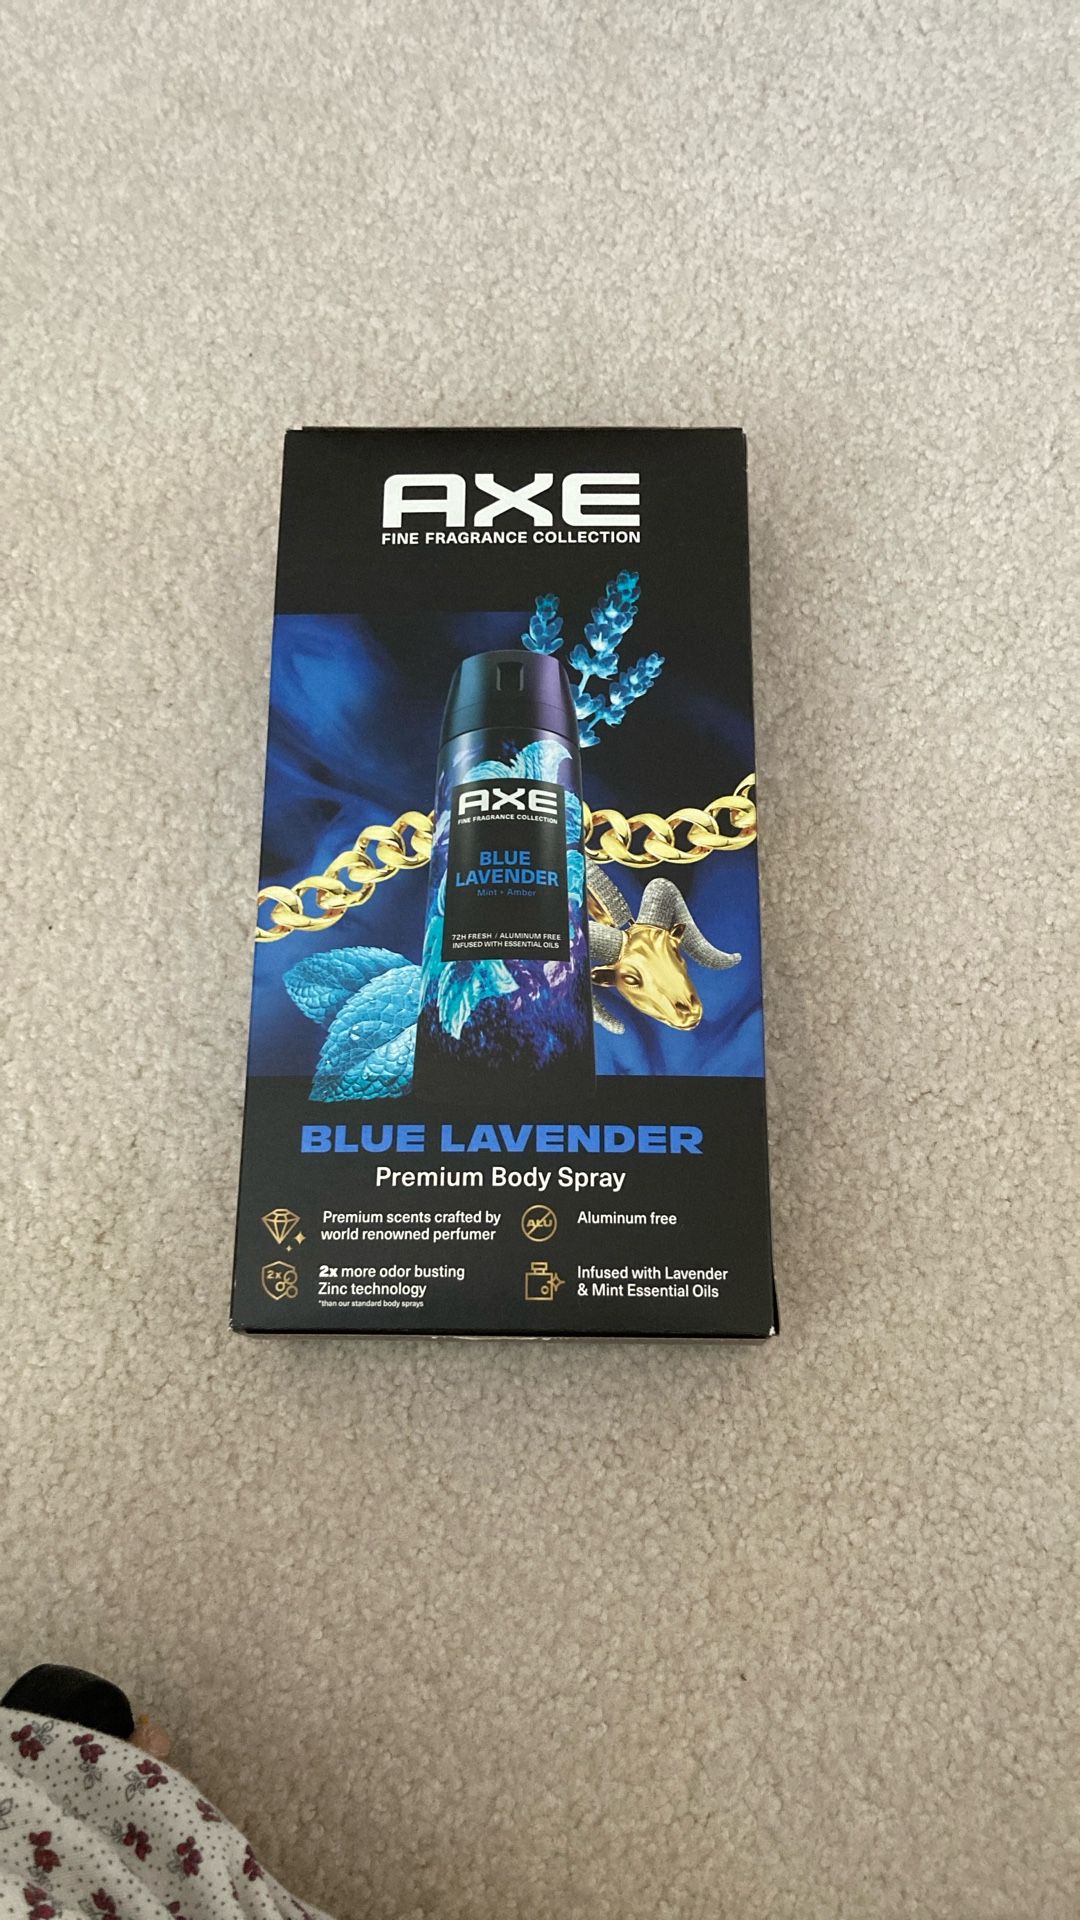 AXE
FINE FRAGRANCE COLLECTION
AXE
FINE FRAGRANCE COLLECTION
BLUE
LAVENDER
Mint + Amber
72H FRESH / ALUMINUM FREE
INFUSED WITH ESSENTIAL OILS
BLUE LAVENDER
Premium Body Spray
Premium scents crafted by
world renowned perfumer
ALU
Aluminum free
2x
2x more odor busting
Zinc technology
*than our standard body sprays
Infused with Lavender
& Mint Essential Oils